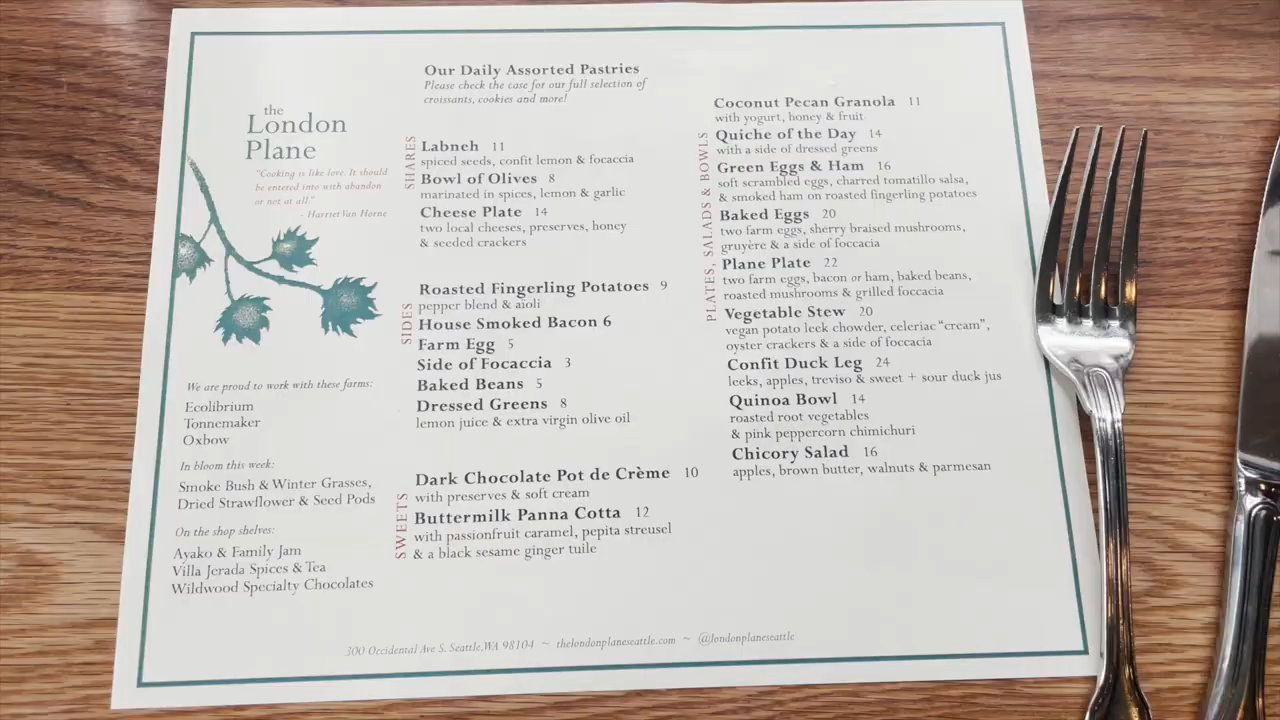 the
London
Plane
"Cooking is like love. It should
be entered into with abandon
or not at all."
- Harriet Van Horne
We are proud to work with these farms:
Ecolibrium
Tonnemaker
Oxbow
In bloom this week:
Smoke Bush & Winter Grasses,
Dried Strawflower & Seed Pods
On the shop shelves:
Ayako & Family Jam
Villa Jerada Spices & Tea
Wildwood Specialty Chocolates
Our Daily Assorted Pastries
Please check the case for our full selection of
croissants, cookies and more!
SHARES
Labneh 11
spiced seeds, confit lemon & focaccia
Bowl of Olives 8
marinated in spices, lemon & garlic
Cheese Plate 14
two local cheeses, preserves, honey
& seeded crackers
SIDES
Roasted Fingerling Potatoes 9
pepper blend & aioli
House Smoked Bacon 6
Farm Egg 5
Side of Focaccia 3
Baked Beans 5
Dressed Greens 8
lemon juice & extra virgin olive oil
SWEETS
Dark Chocolate Pot de Crème 10
with preserves & soft cream
Buttermilk Panna Cotta 12
with passionfruit caramel, pepita streusel
& a black sesame ginger tuile
PLATES, SALADS & BOWLS
Coconut Pecan Granola 11
with yogurt, honey & fruit
Quiche of the Day 14
with a side of dressed greens
Green Eggs & Ham 16
soft scrambled eggs, charred tomatillo salsa,
& smoked ham on roasted fingerling potatoes
Baked Eggs 20
two farm eggs, sherry braised mushrooms,
gruyère & a side of foccacia
Plane Plate 22
two farm eggs, bacon or ham, baked beans,
roasted mushrooms & grilled foccacia
Vegetable Stew 20
vegan potato leek chowder, celeriac "cream",
oyster crackers & a side of foccacia
Confit Duck Leg 24
leeks, apples, treviso & sweet + sour duck jus
Quinoa Bowl 14
roasted root vegetables
& pink peppercorn chimichuri
Chicory Salad 16
apples, brown butter, walnuts & parmesan
300 Occidental Ave S. Seattle, WA 98104 ~ thelondonplaneseattle.com ~ @londonplaneseattle